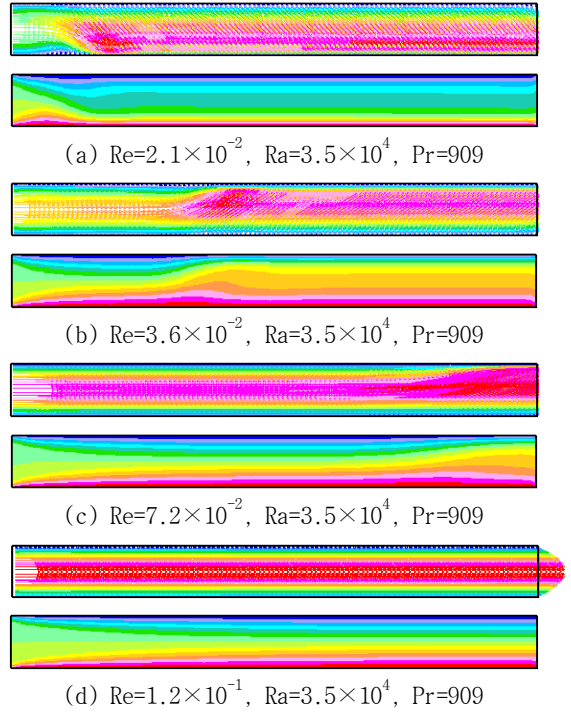 (a) Re=2.1×10⁻², Ra=3.5×10⁴, Pr=909
(b) Re=3.6×10⁻², Ra=3.5×10⁴, Pr=909
(c) Re=7.2×10⁻², Ra=3.5×10⁴, Pr=909
(d) Re=1.2×10⁻¹, Ra=3.5×10⁴, Pr=909